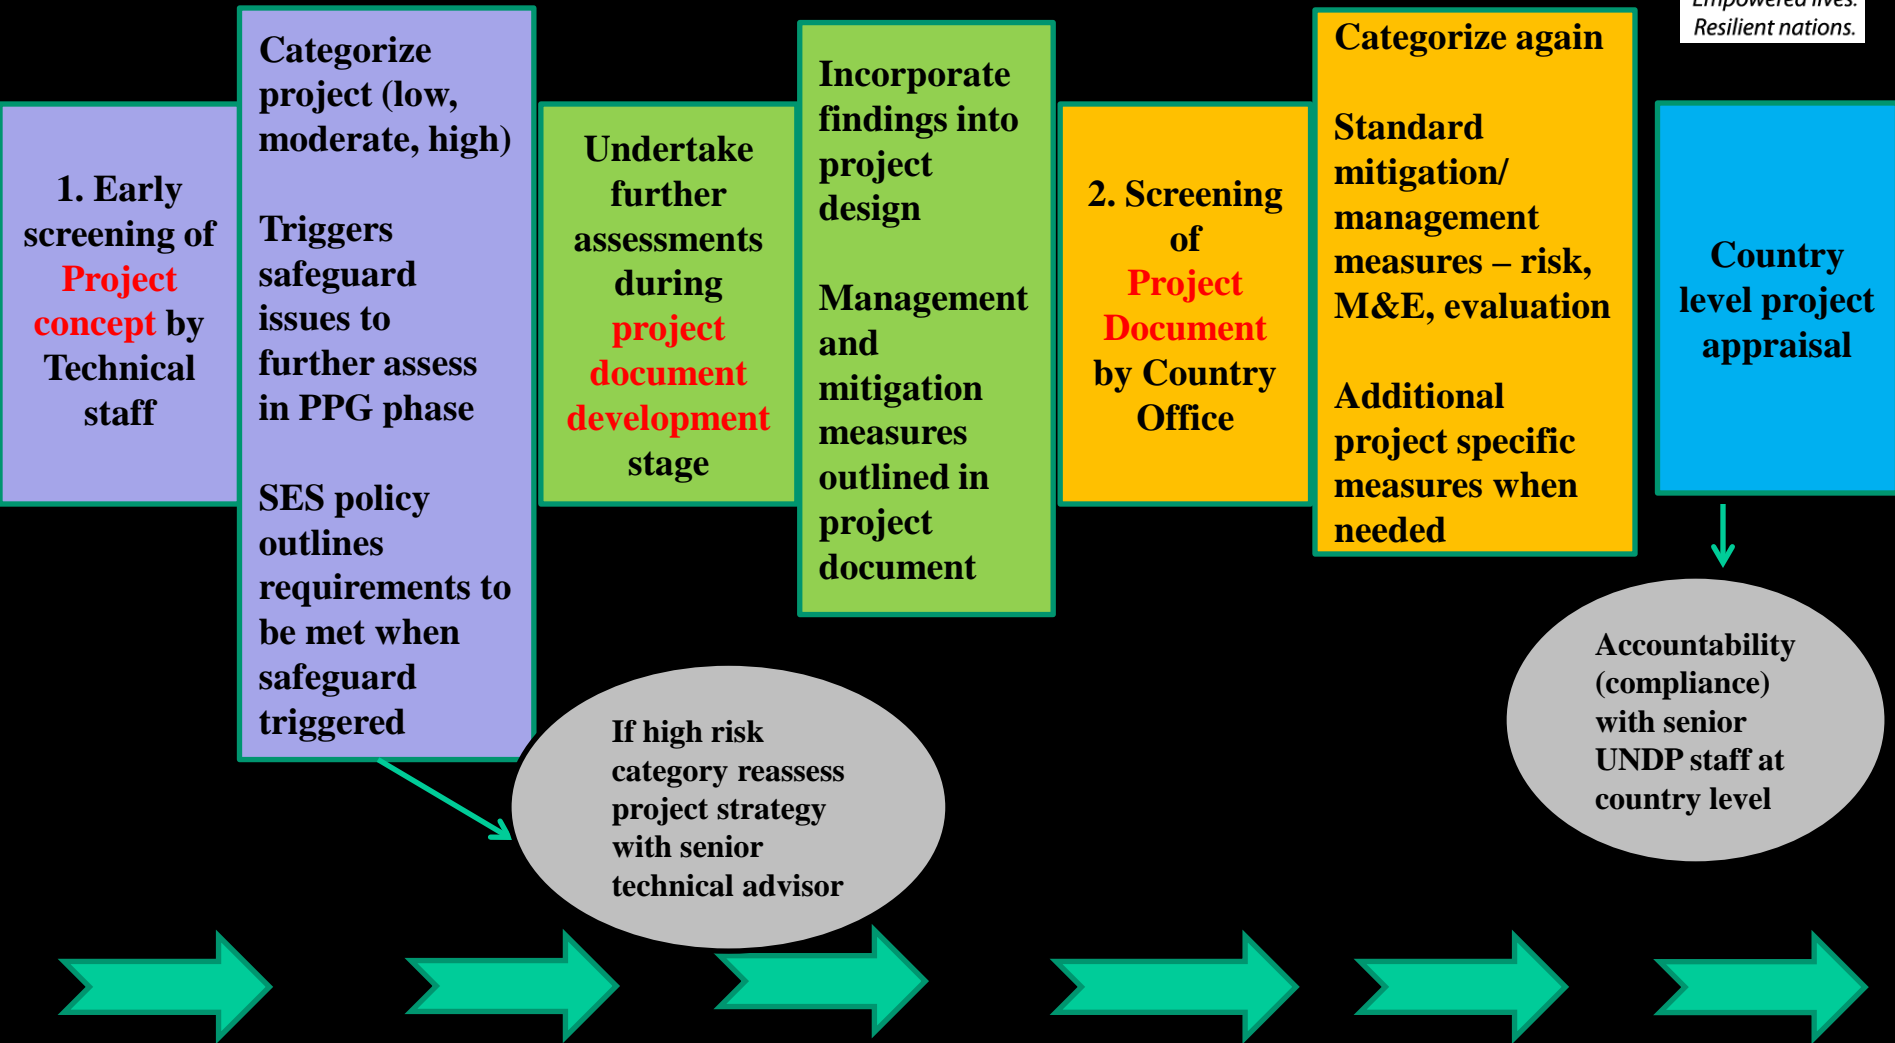 Empowered lives.
Resilient nations.
1. Early
screening of
Project
concept by
Technical
staff
Categorize
project (low,
moderate, high)
Triggers
safeguard
issues to
further assess
in PPG phase
SES policy
outlines
requirements to
be met when
safeguard
triggered
Undertake
further
assessments
during
project
document
development
stage
Incorporate
findings into
project
design
Management
and
mitigation
measures
outlined in
project
document
2. Screening
of
Project
Document
by Country
Office
Categorize again
Standard
mitigation/
management
measures – risk,
M&E, evaluation
Additional
project specific
measures when
needed
Country
level project
appraisal
If high risk
category reassess
project strategy
with senior
technical advisor
Accountability
(compliance)
with senior
UNDP staff at
country level